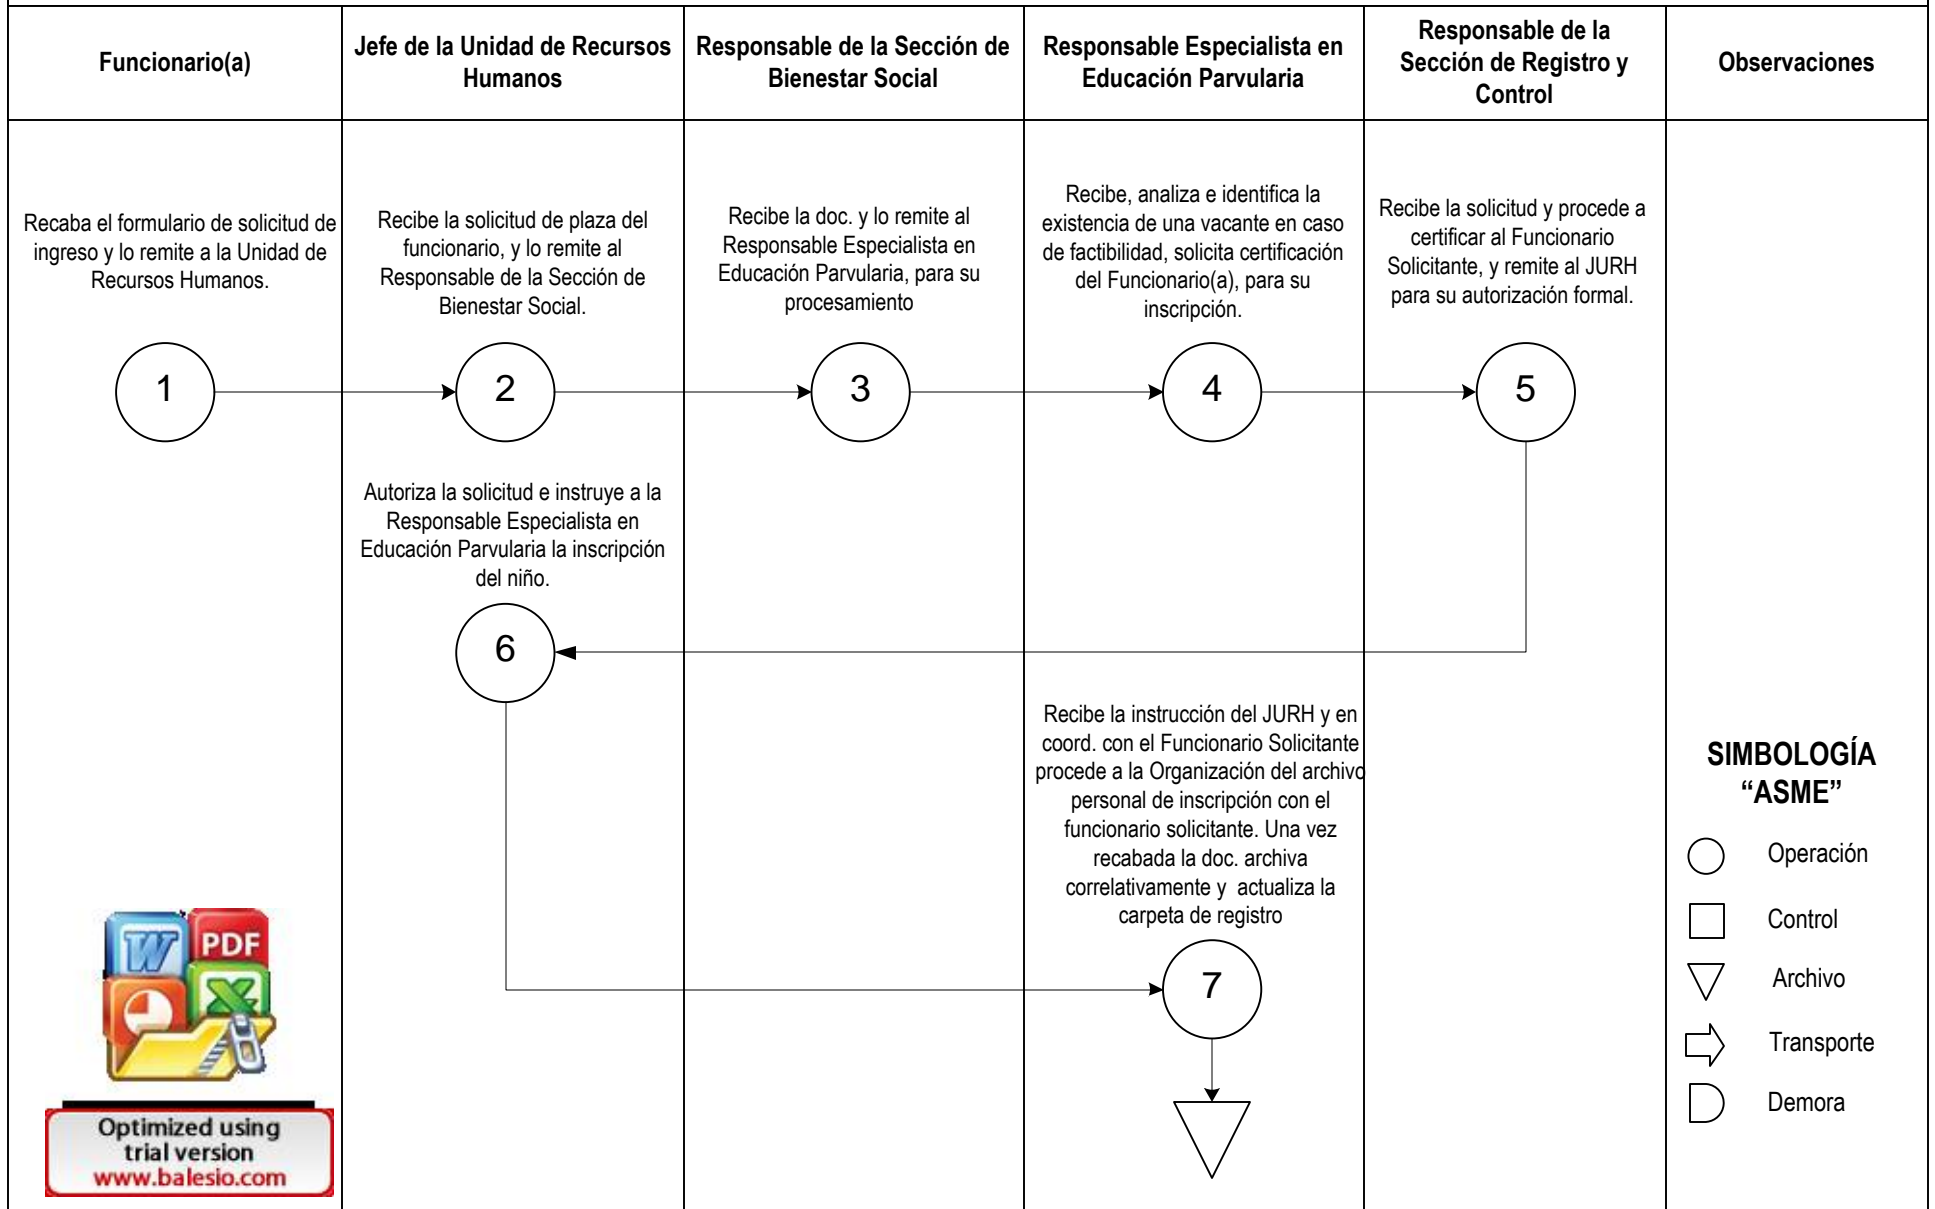 Funcionario(a)
Jefe de la Unidad de Recursos
Humanos
Responsable de la Sección de
Bienestar Social
Responsable Especialista en
Educación Parvularia
Responsable de la
Sección de Registro y
Control
Observaciones
Recaba el formulario de solicitud de
ingreso y lo remite a la Unidad de
Recursos Humanos.
Recibe la solicitud de plaza del
funcionario, y lo remite al
Responsable de la Sección de
Bienestar Social.
Recibe la doc. y lo remite al
Responsable Especialista en
Educación Parvularia, para su
procesamiento
Recibe, analiza e identifica la
existencia de una vacante en caso
de factibilidad, solicita certificación
del Funcionario(a), para su
inscripción.
Recibe la solicitud y procede a
certificar al Funcionario
Solicitante, y remite al JURH
para su autorización formal.
1
2
3
4
5
Autoriza la solicitud e instruye a la
Responsable Especialista en
Educación Parvularia la inscripción
del niño.
6
Recibe la instrucción del JURH y en
coord. con el Funcionario Solicitante
procede a la Organización del archivo
personal de inscripción con el
funcionario solicitante. Una vez
recabada la doc. archiva
correlativamente y actualiza la
carpeta de registro
7
SIMBOLOGÍA
“ASME”
Operación
Control
Archivo
Transporte
Demora
W
PDF
X
Optimized using
trial version
www.balesio.com